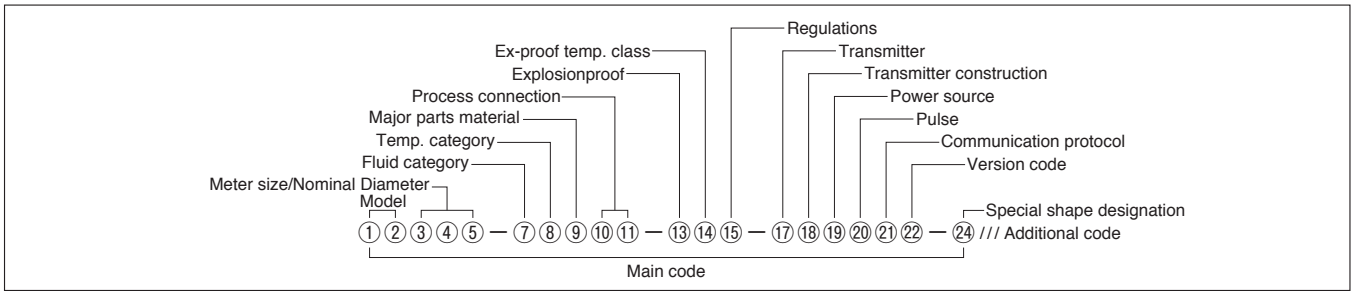 Regulations
Ex-proof temp. class
Transmitter
Explosionproof
Transmitter construction
Process connection
Power source
Major parts material
Pulse
Temp. category
Communication protocol
Fluid category
Version code
Meter size/Nominal Diameter
Model
Special shape designation
①②③④⑤ — ⑦⑧⑨⑩⑪ — ⑬⑭⑮ — ⑰⑱⑲⑳㉑㉒ — ㉔ /// Additional code
Main code